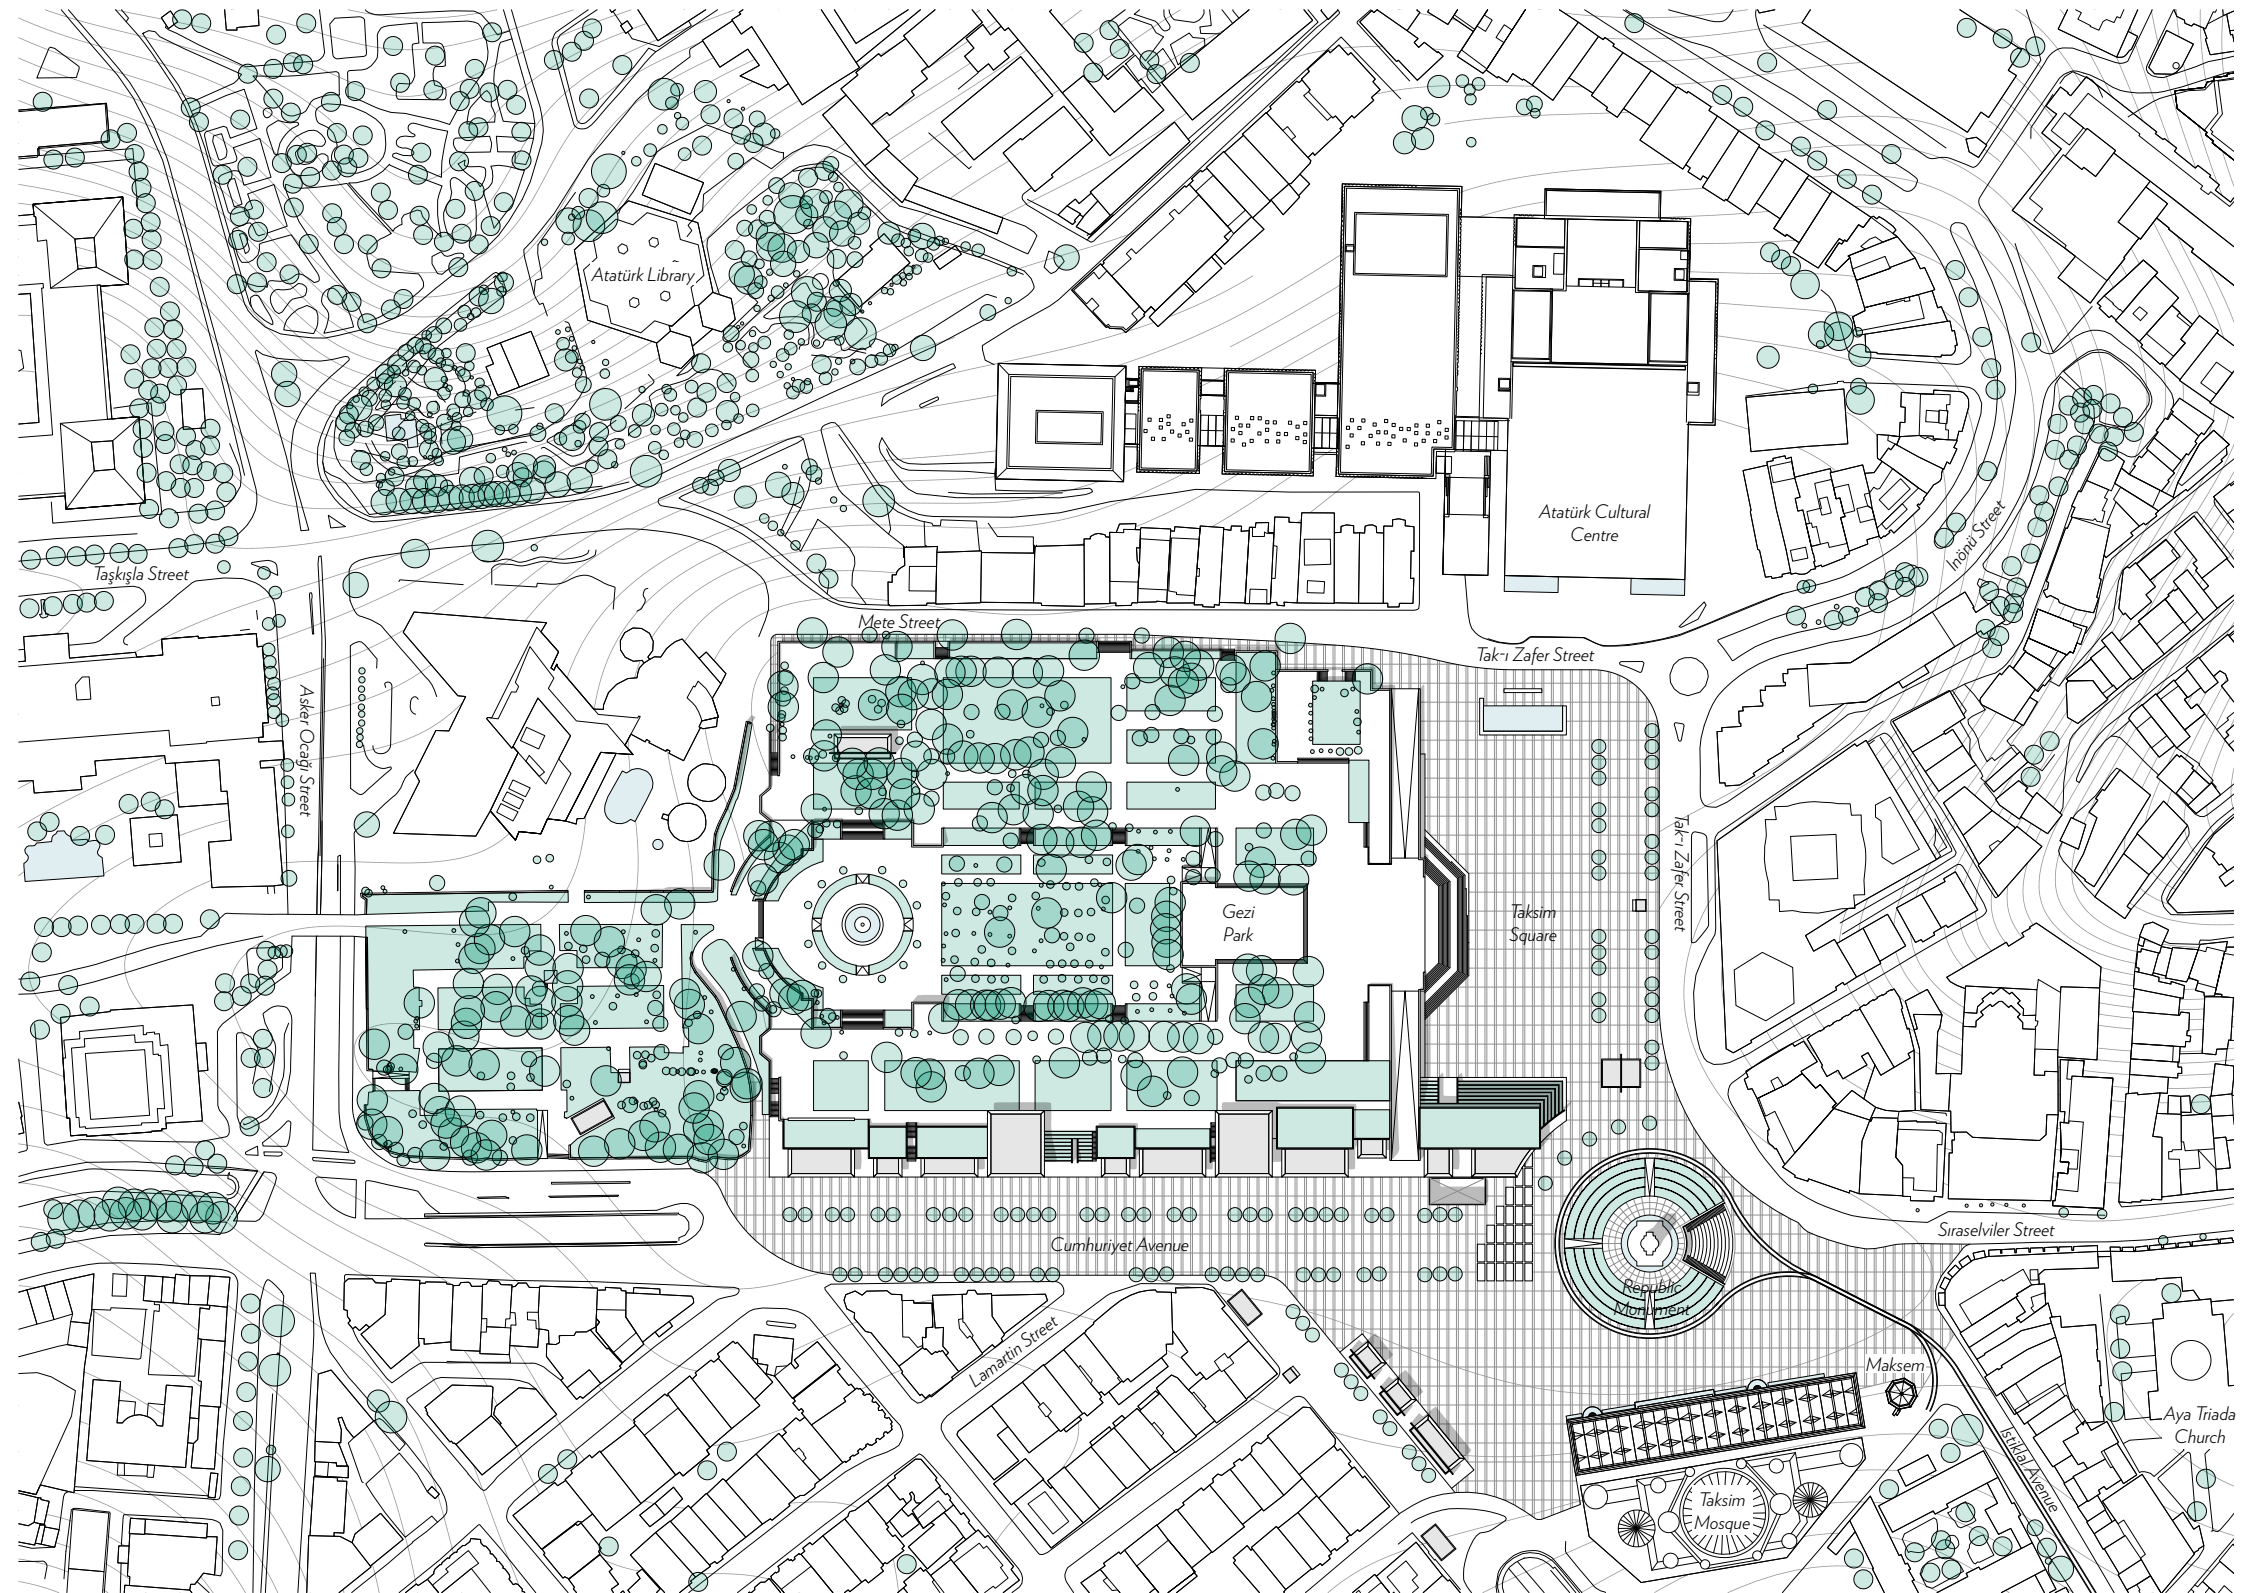 Atatürk Library
Atatürk Cultural
Centre
Inönü Street
Taşkışla Street
Mete Street
Tak-ı Zafer Street
Asker Ocağı Street
Tak-ı Zafer Street
Gezi
Park
Taksim
Square
Cumhuriyet Avenue
Sıraselviler Street
Republic
Monument
Lamartin Street
Maksem
Aya Triada
Church
Istiklal Avenue
Taksim
Mosque